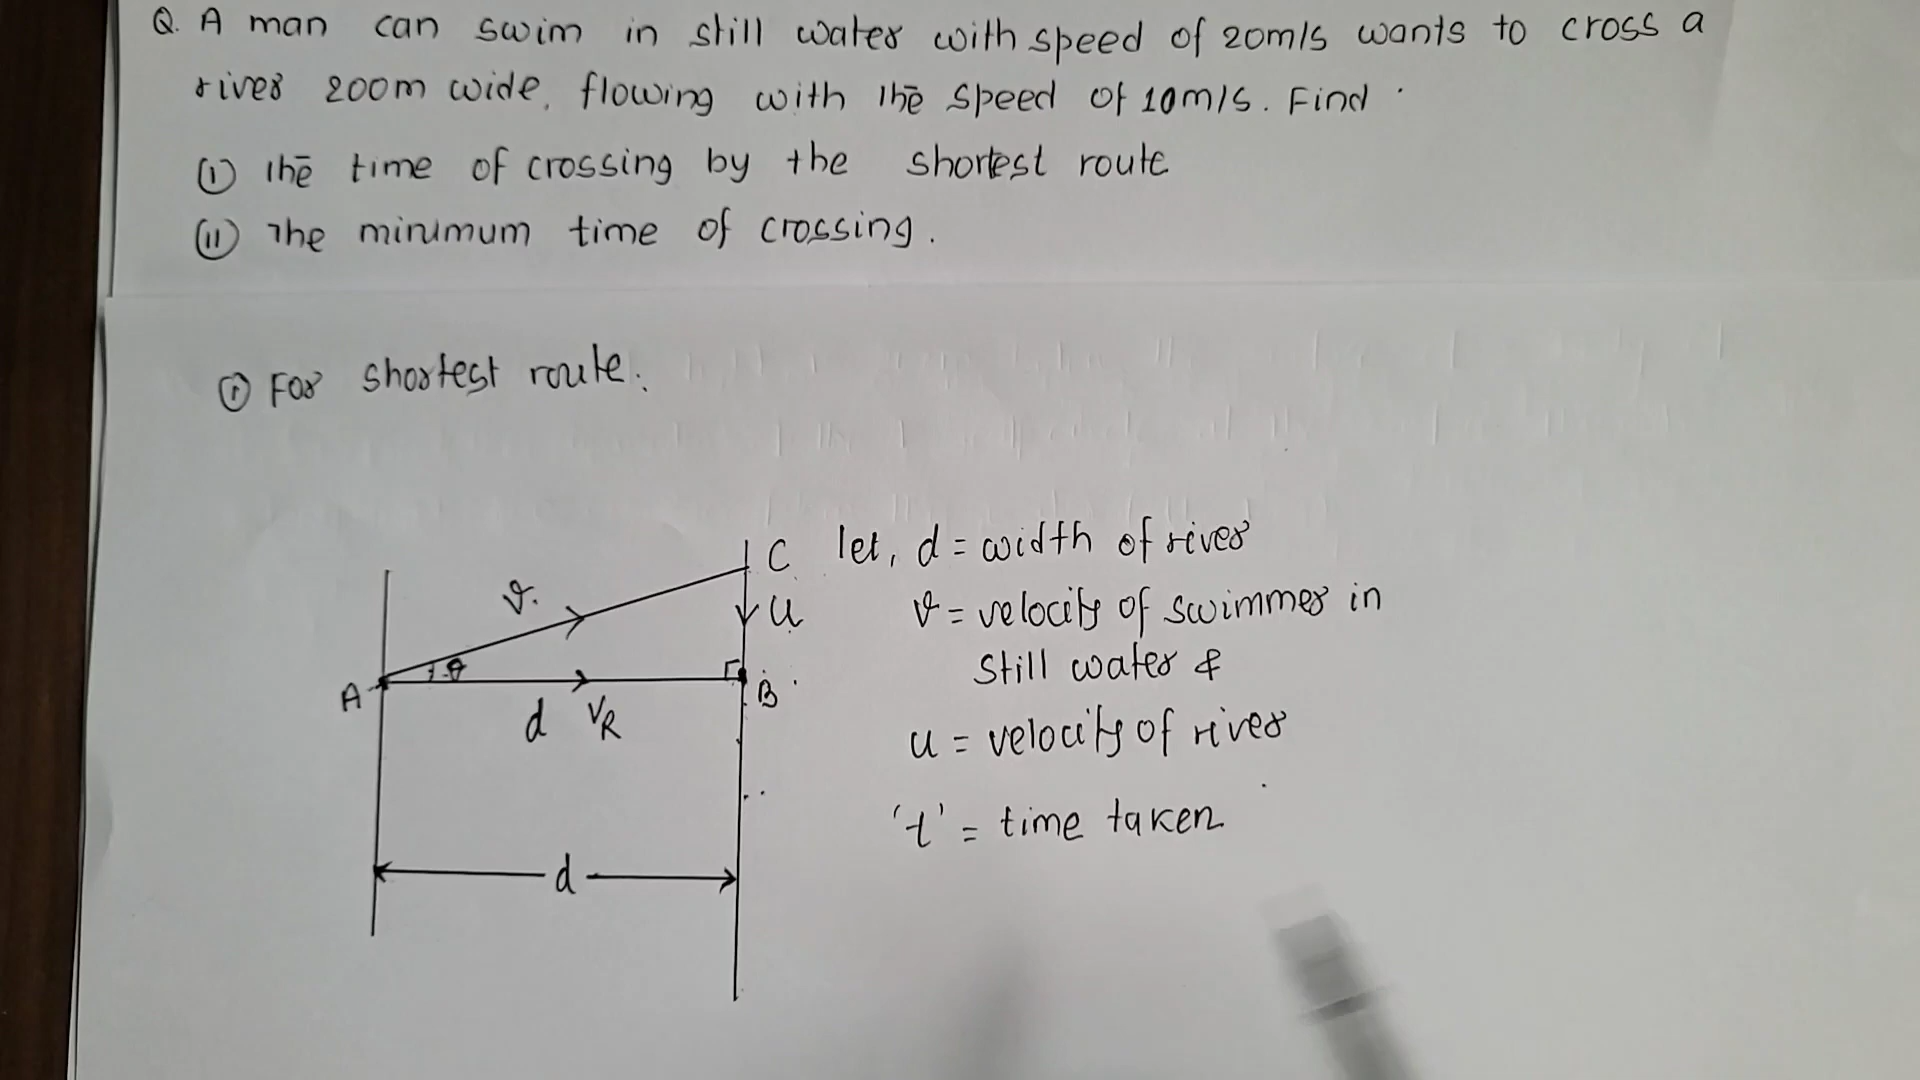 Q. A man can swim in still water with speed of 20m/s wants to cross a
river 200m wide, flowing with the speed of 10m/s. Find
(i) the time of crossing by the shortest route
(ii) The minimum time of crossing.
(i) For shortest route:
C
v
u
θ
A
B
d VR
d
let, d = width of river
v = velocity of swimmer in
still water &
u = velocity of river
't' = time taken